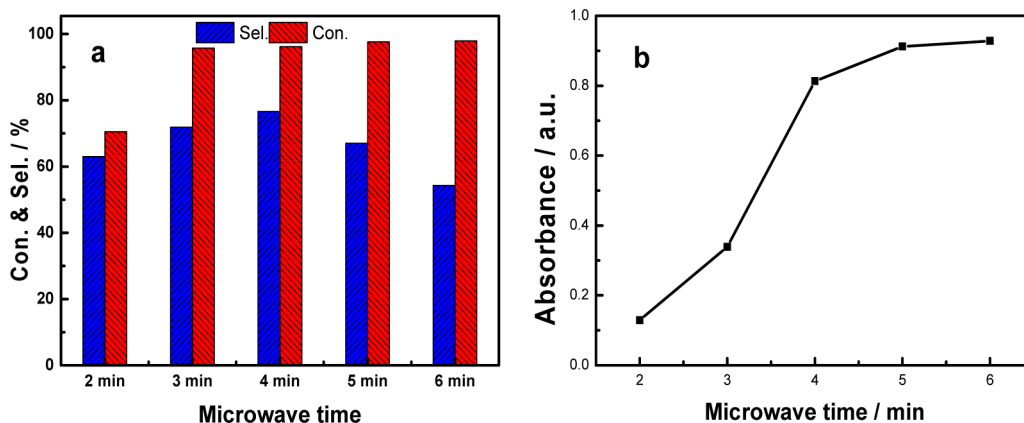 a
Sel. Con.
Con. & Sel. / %
100
80
60
40
20
0
2 min 3 min 4 min 5 min 6 min
Microwave time
b
Absorbance / a.u.
1.0
0.8
0.6
0.4
0.2
0.0
2 3 4 5 6
Microwave time / min